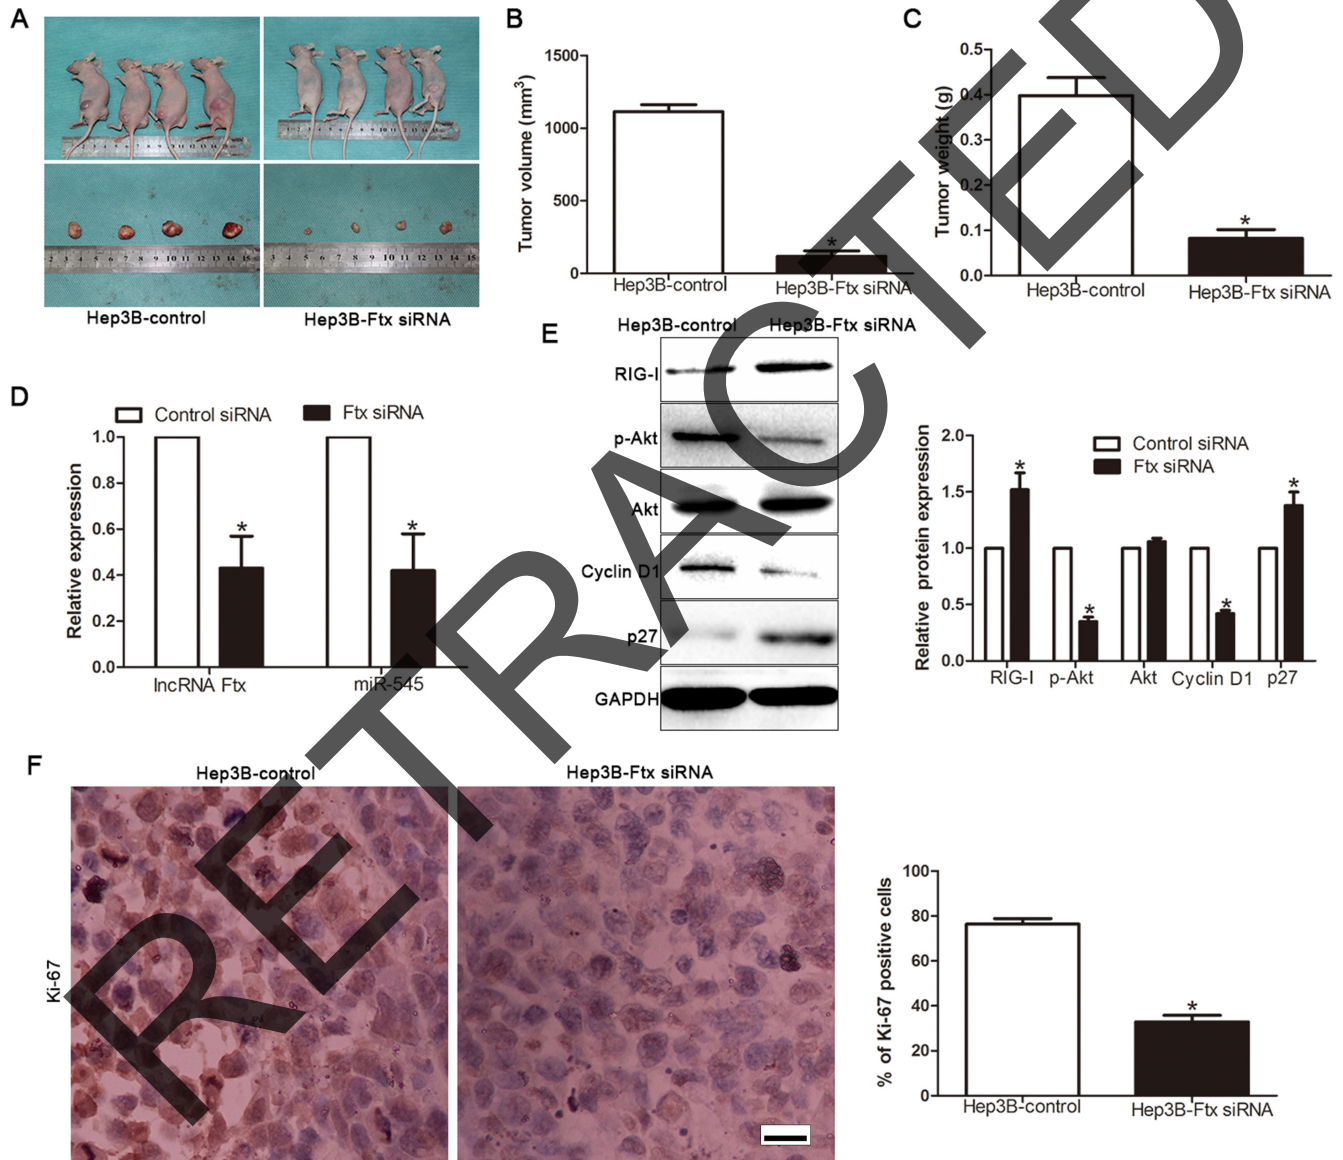 A
Hep3B-control
Hep3B-Ftx siRNA
B
Tumor volume (mm3)
1500
1000
500
0
Hep3B-control
Hep3B-Ftx siRNA
*
C
Tumor weight (g)
0.5
0.4
0.3
0.2
0.1
0.0
Hep3B-control
Hep3B-Ftx siRNA
*
D
Control siRNA
Ftx siRNA
Relative expression
1.0
0.8
0.6
0.4
0.2
0.0
*
*
lncRNA Ftx
miR-545
E
Hep3B-control
Hep3B-Ftx siRNA
RIG-I
p-Akt
Akt
Cyclin D1
p27
GAPDH
Relative protein expression
2.0
1.5
1.0
0.5
0.0
Control siRNA
Ftx siRNA
*
*
*
*
RIG-I
p-Akt
Akt
Cyclin D1
p27
F
Hep3B-control
Hep3B-Ftx siRNA
Ki-67
% of Ki-67 positive cells
100
80
60
40
20
0
*
Hep3B-control
Hep3B-Ftx siRNA
RETRACTED